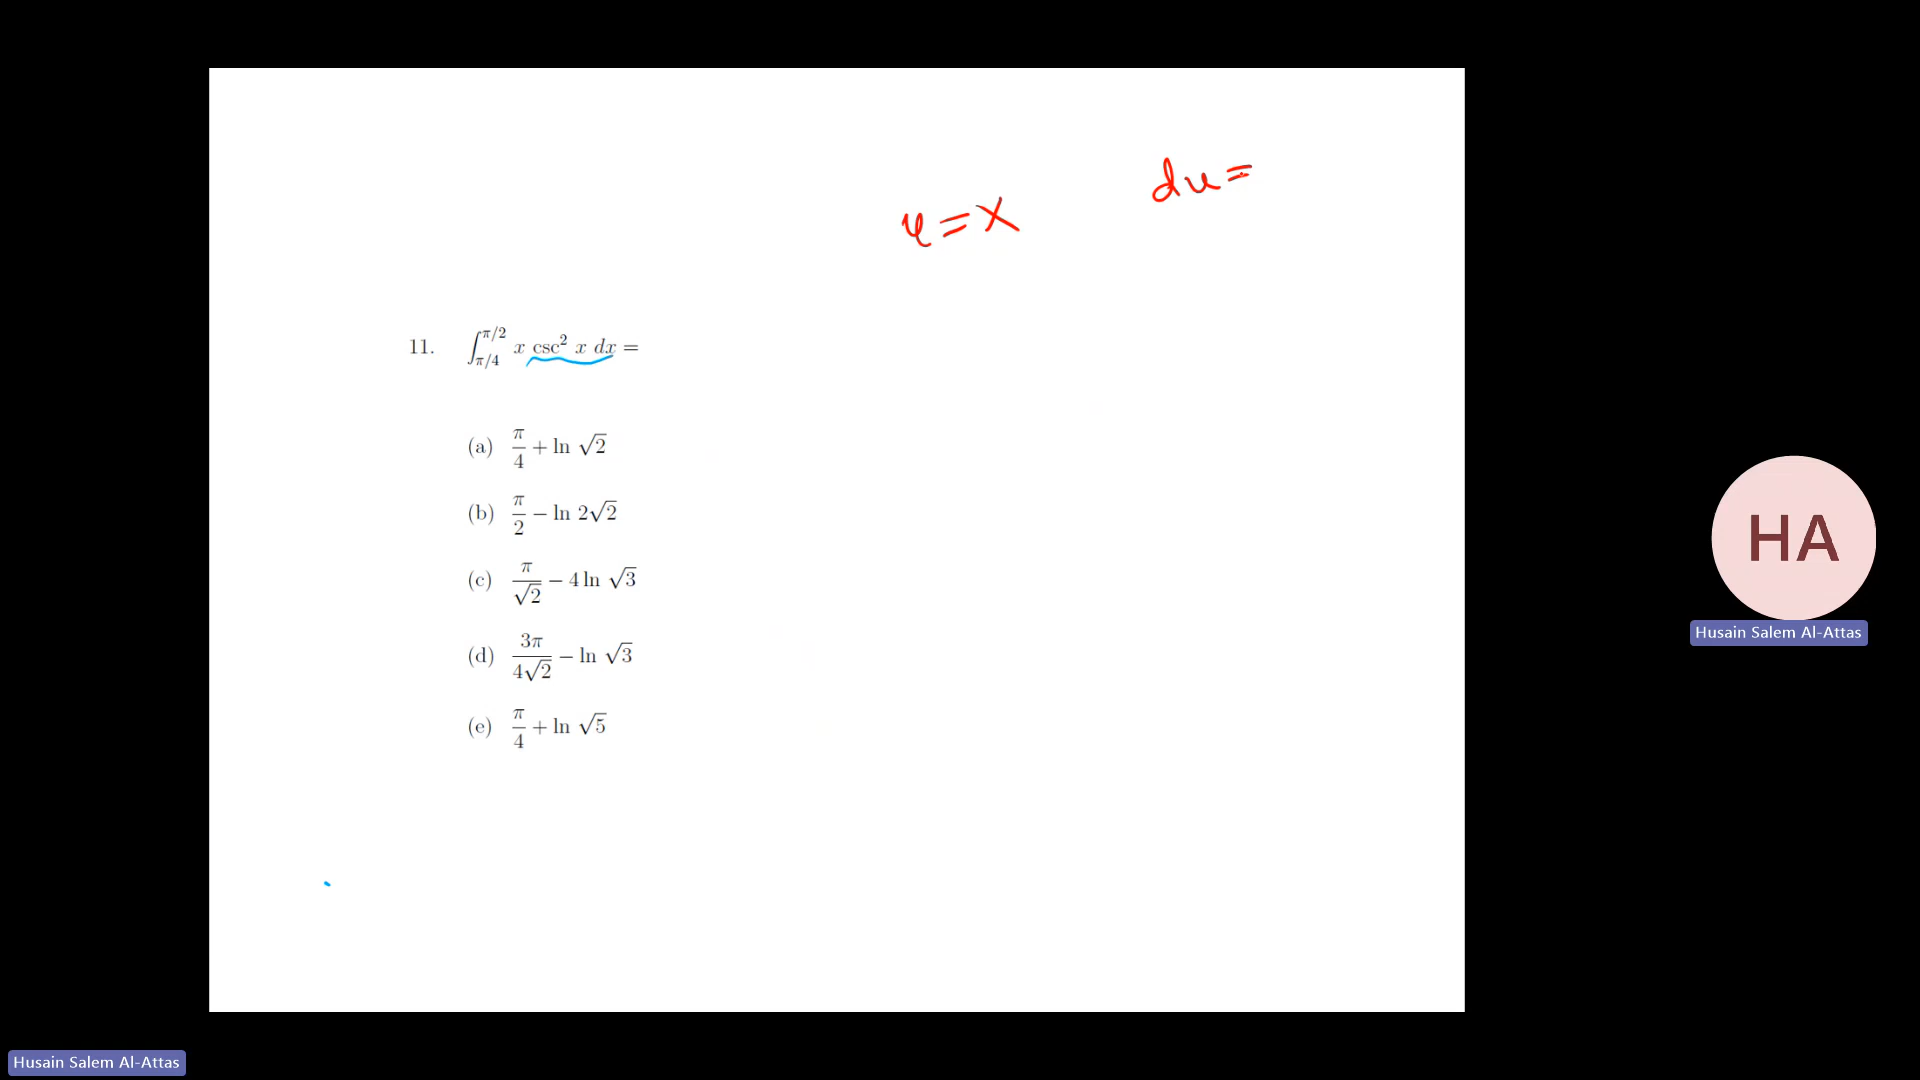 du=
u=x
11. ∫_{π/4}^{π/2} x csc² x dx =
(a) π/4 + ln √2
(b) π/2 − ln 2√2
(c) π/√2 − 4 ln √3
(d) 3π/(4√2) − ln √3
(e) π/4 + ln √5
HA
Husain Salem Al-Attas
Husain Salem Al-Attas